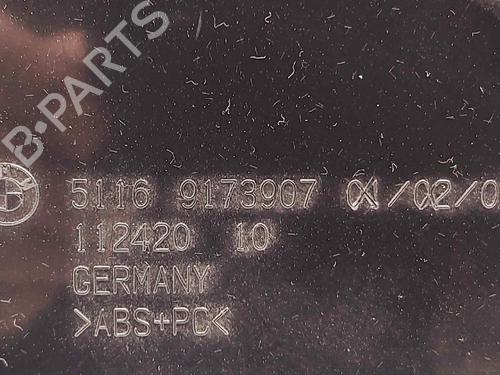 B-PARTS
5116 9173907 01/02/0
112420 10
GERMANY
>ABS+PC<